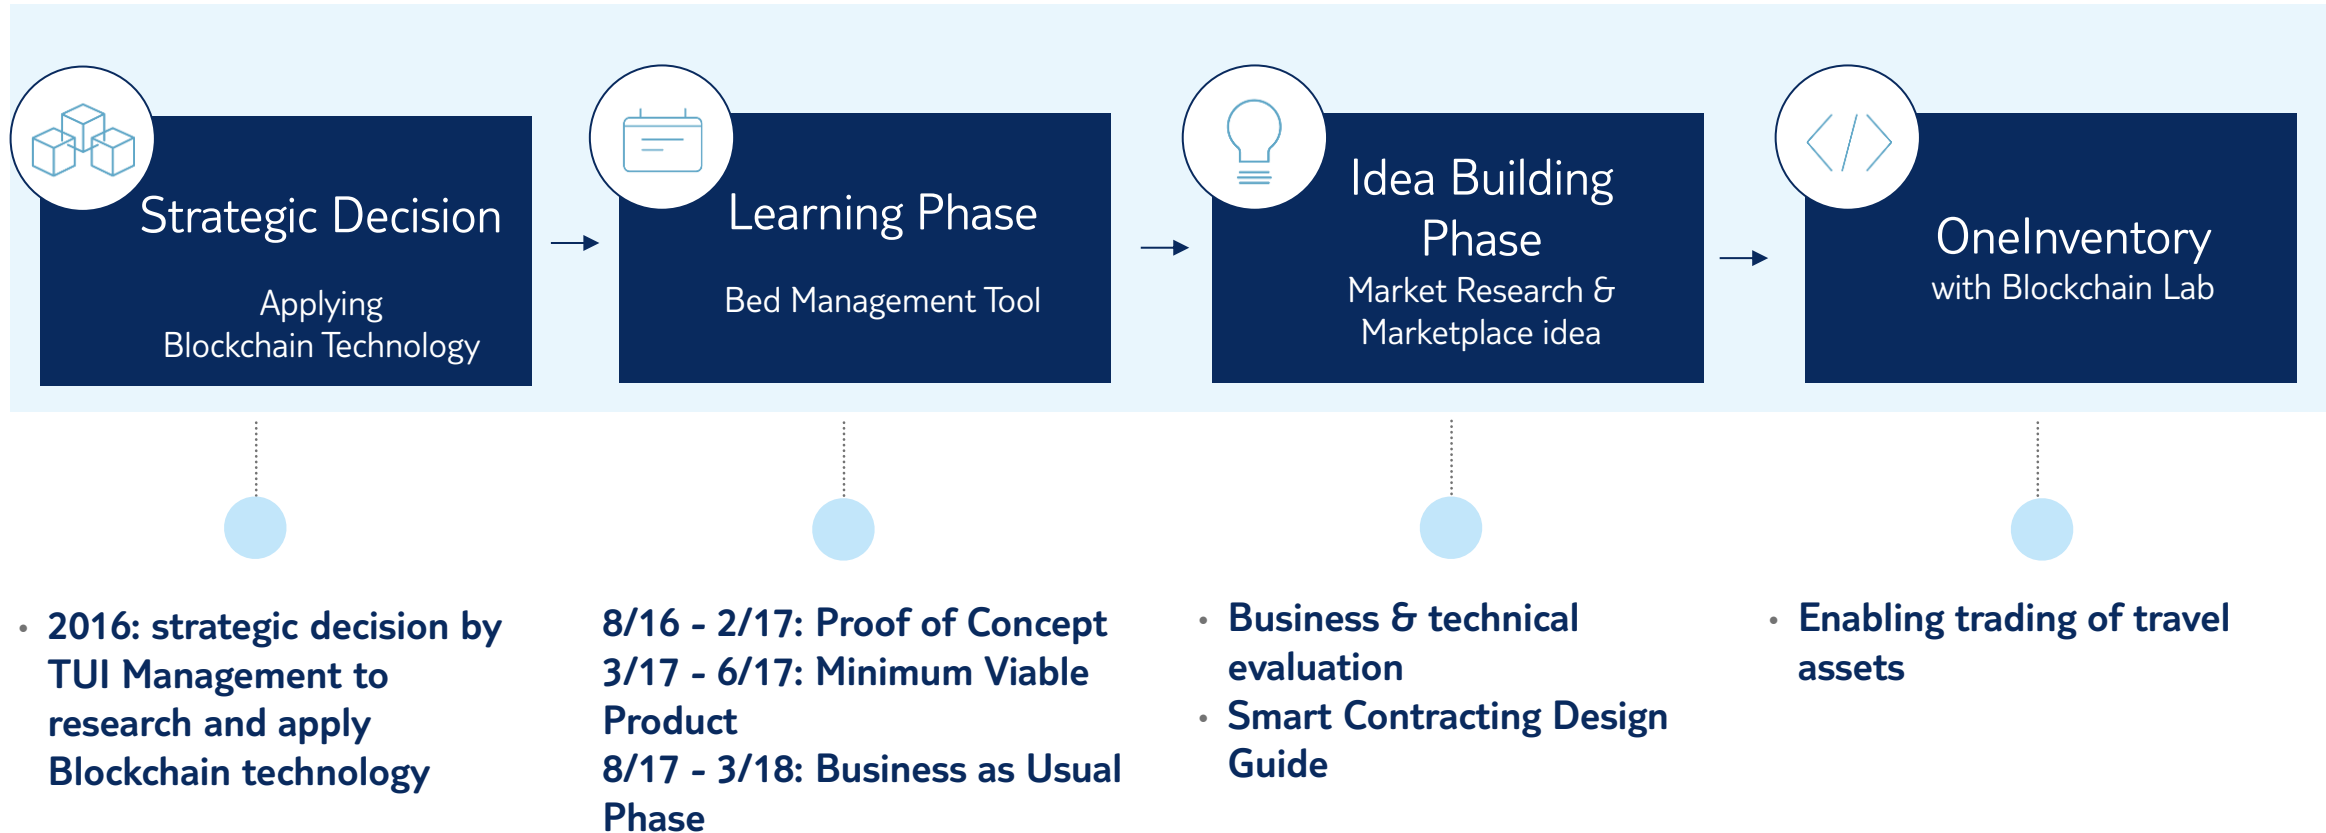 Strategic Decision
Applying
Blockchain Technology
Learning Phase
Bed Management Tool
Idea Building
Phase
Market Research &
Marketplace idea
OneInventory
with Blockchain Lab
• 2016: strategic decision by
TUI Management to
research and apply
Blockchain technology
8/16 - 2/17: Proof of Concept
3/17 - 6/17: Minimum Viable
Product
8/17 - 3/18: Business as Usual
Phase
• Business & technical
evaluation
• Smart Contracting Design
Guide
• Enabling trading of travel
assets